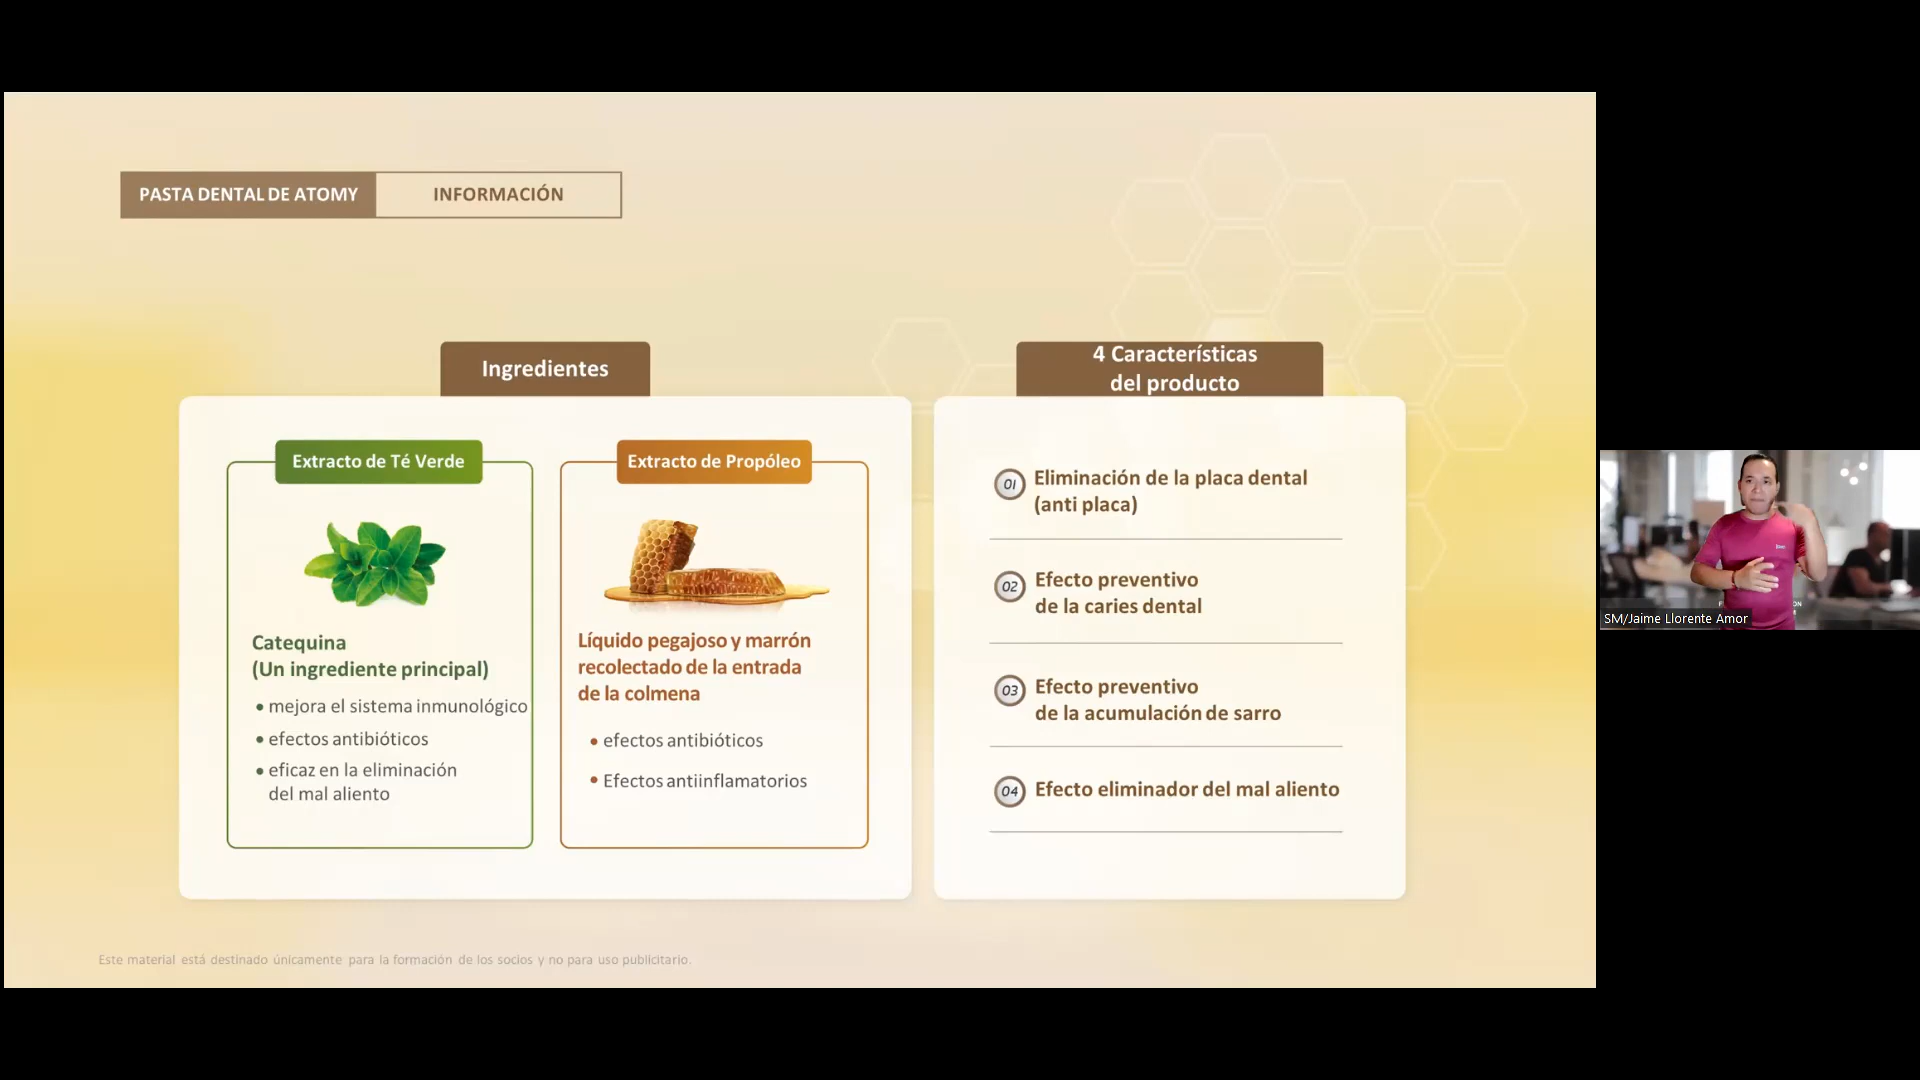 PASTA DENTAL DE ATOMY
INFORMACIÓN
Ingredientes
Extracto de Té Verde
Catequina
(Un ingrediente principal)
• mejora el sistema inmunológico
• efectos antibióticos
• eficaz en la eliminación
del mal aliento
Extracto de Propóleo
Líquido pegajoso y marrón
recolectado de la entrada
de la colmena
• efectos antibióticos
• Efectos antiinflamatorios
4 Características
del producto
01 Eliminación de la placa dental
(anti placa)
02 Efecto preventivo
de la caries dental
03 Efecto preventivo
de la acumulación de sarro
04 Efecto eliminador del mal aliento
Este material está destinado únicamente para la formación de los socios y no para uso publicitario.
SM/Jaime Llorente Amor